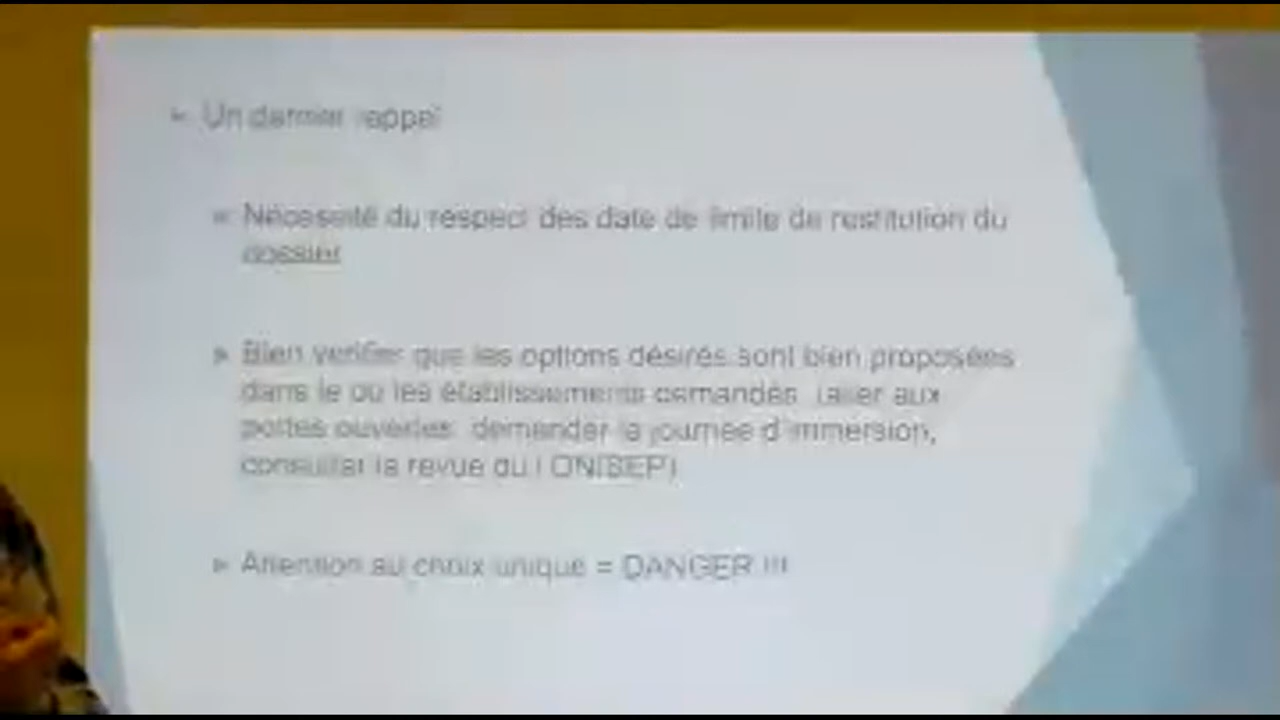 Un dernier rappel
Nécessité du respect des date de limite de restitution du
dossier
Bien vérifier que les options désirés sont bien proposées
dans le ou les établissements demandés (aller aux
portes ouvertes, demander la journée d'immersion,
consulter la revue du l'ONISEP)
Attention au choix unique = DANGER !!!